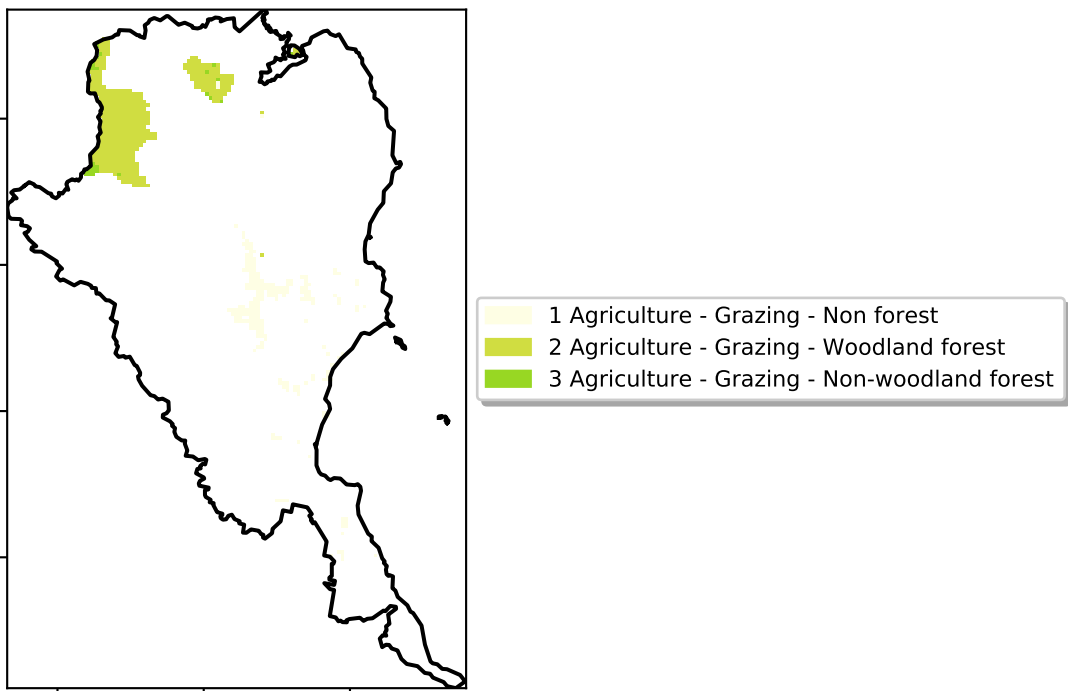 1 Agriculture - Grazing - Non forest
2 Agriculture - Grazing - Woodland forest
3 Agriculture - Grazing - Non-woodland forest